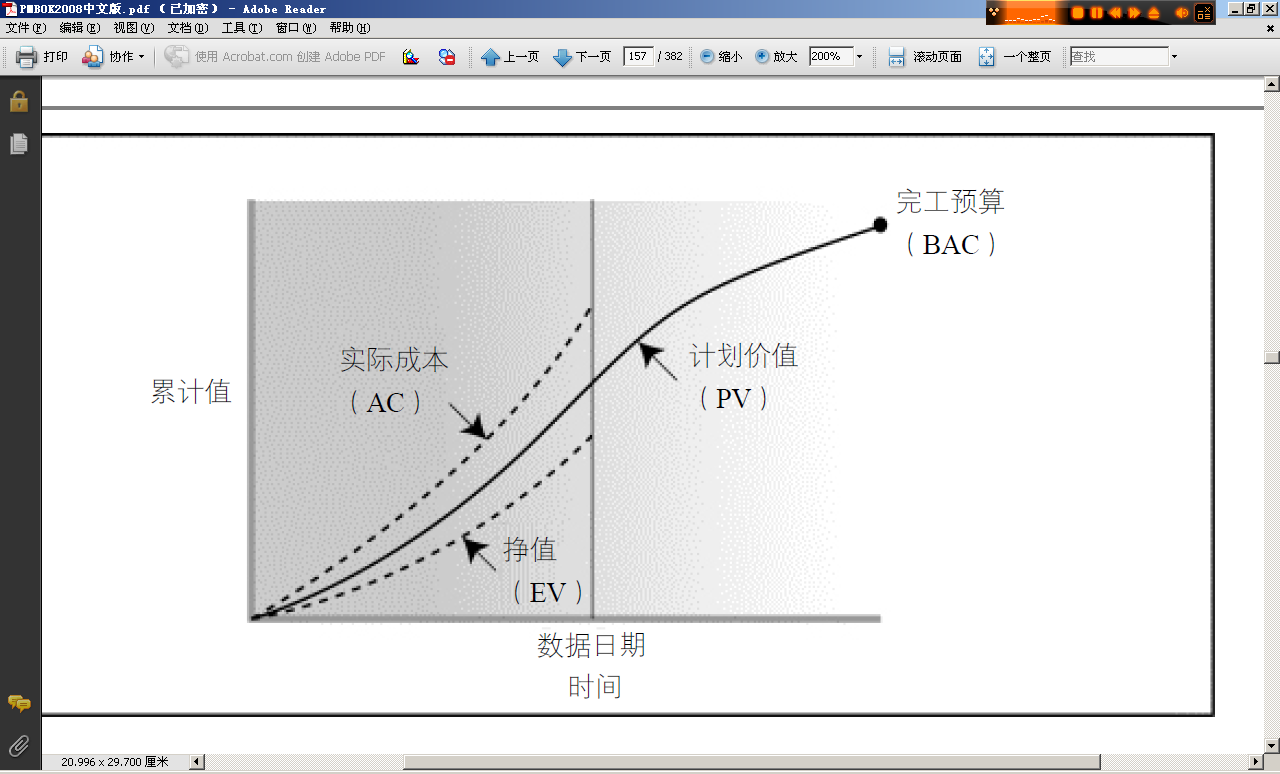 PMBOK2008中文版.pdf (已加密) - Adobe Reader
文件(F) 编辑(E) 视图(V) 文档(D) 工具(T) 窗口(W) 帮助(H)
打印 协作 使用 Acrobat.com 创建 Adobe PDF 上一页 下一页 157 / 382 缩小 放大 200% 滚动页面 一个整页 查找
完工预算
(BAC)
实际成本
(AC)
计划价值
(PV)
累计值
挣值
(EV)
数据日期
时间
20.996 x 29.700 厘米